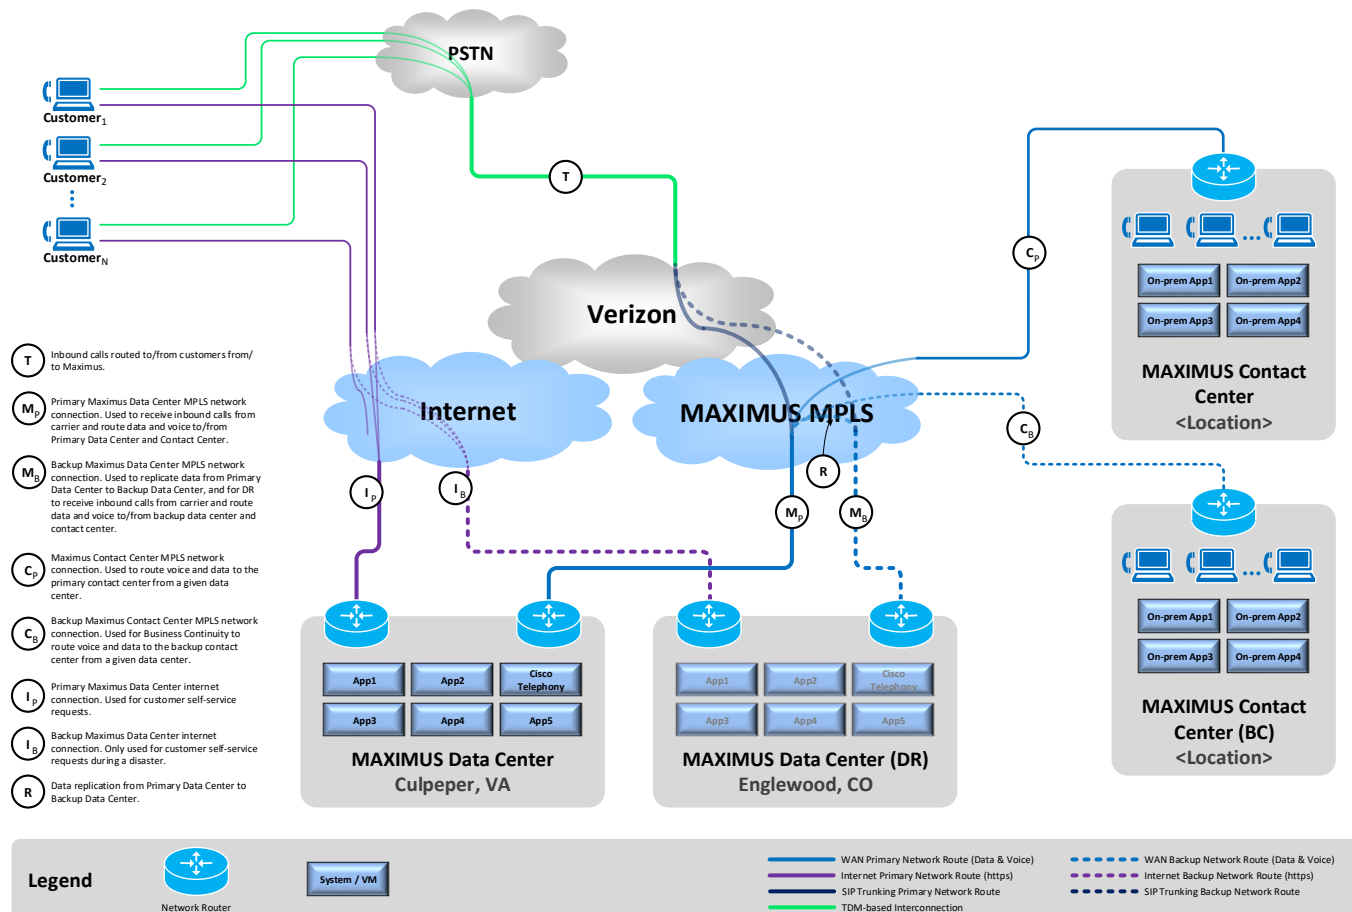 PSTN
Customer1
Customer2
CustomerN
T
Verizon
Internet
MAXIMUS MPLS
CP
CB
R
IP
IB
MP
MB
T
Inbound calls routed to/from customers from/
to Maximus.
MP
Primary Maximus Data Center MPLS network
connection. Used to receive inbound calls from
carrier and route data and voice to/from
Primary Data Center and Contact Center.
MB
Backup Maximus Data Center MPLS network
connection. Used to replicate data from Primary
Data Center to Backup Data Center, and for DR
to receive inbound calls from carrier and route
data and voice to/from backup data center and
contact center.
CP
Maximus Contact Center MPLS network
connection. Used to route voice and data to the
primary contact center from a given data
center.
CB
Backup Maximus Contact Center MPLS network
connection. Used for Business Continuity to
route voice and data to the backup contact
center from a given data center.
IP
Primary Maximus Data Center internet
connection. Used for customer self-service
requests.
IB
Backup Maximus Data Center internet
connection. Only used for customer self-service
requests during a disaster.
R
Data replication from Primary Data Center to
Backup Data Center.
App1
App2
Cisco
Telephony
App3
App4
App5
MAXIMUS Data Center
Culpeper, VA
App1
App2
Cisco
Telephony
App3
App4
App5
MAXIMUS Data Center (DR)
Englewood, CO
...
On-prem App1
On-prem App2
On-prem App3
On-prem App4
MAXIMUS Contact
Center
<Location>
...
On-prem App1
On-prem App2
On-prem App3
On-prem App4
MAXIMUS Contact
Center (BC)
<Location>
Legend
Network Router
System / VM
WAN Primary Network Route (Data & Voice)
Internet Primary Network Route (https)
SIP Trunking Primary Network Route
TDM-based Interconnection
WAN Backup Network Route (Data & Voice)
Internet Backup Network Route (https)
SIP Trunking Backup Network Route